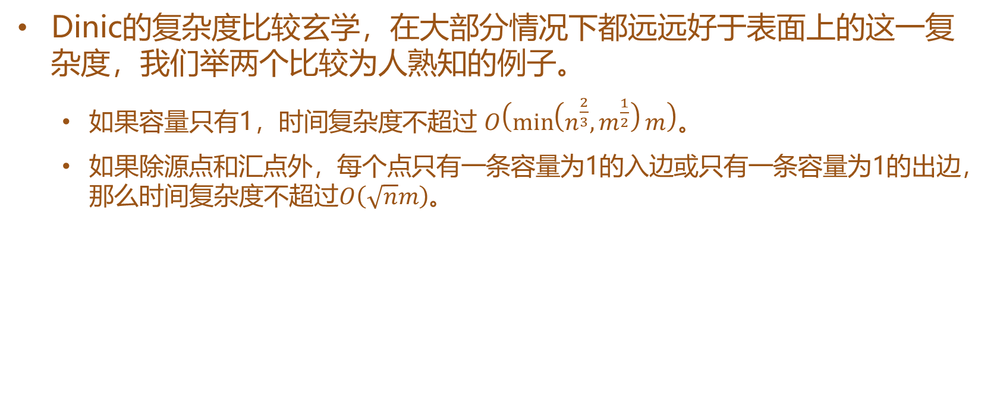 • Dinic的复杂度比较玄学，在大部分情况下都远远好于表面上的这一复
杂度，我们举两个比较为人熟知的例子。
• 如果容量只有1，时间复杂度不超过 $O\left(\min\left(n^{\frac{2}{3}}, m^{\frac{1}{2}}\right) m\right)$。
• 如果除源点和汇点外，每个点只有一条容量为1的入边或只有一条容量为1的出边，
那么时间复杂度不超过$O(\sqrt{n}m)$。